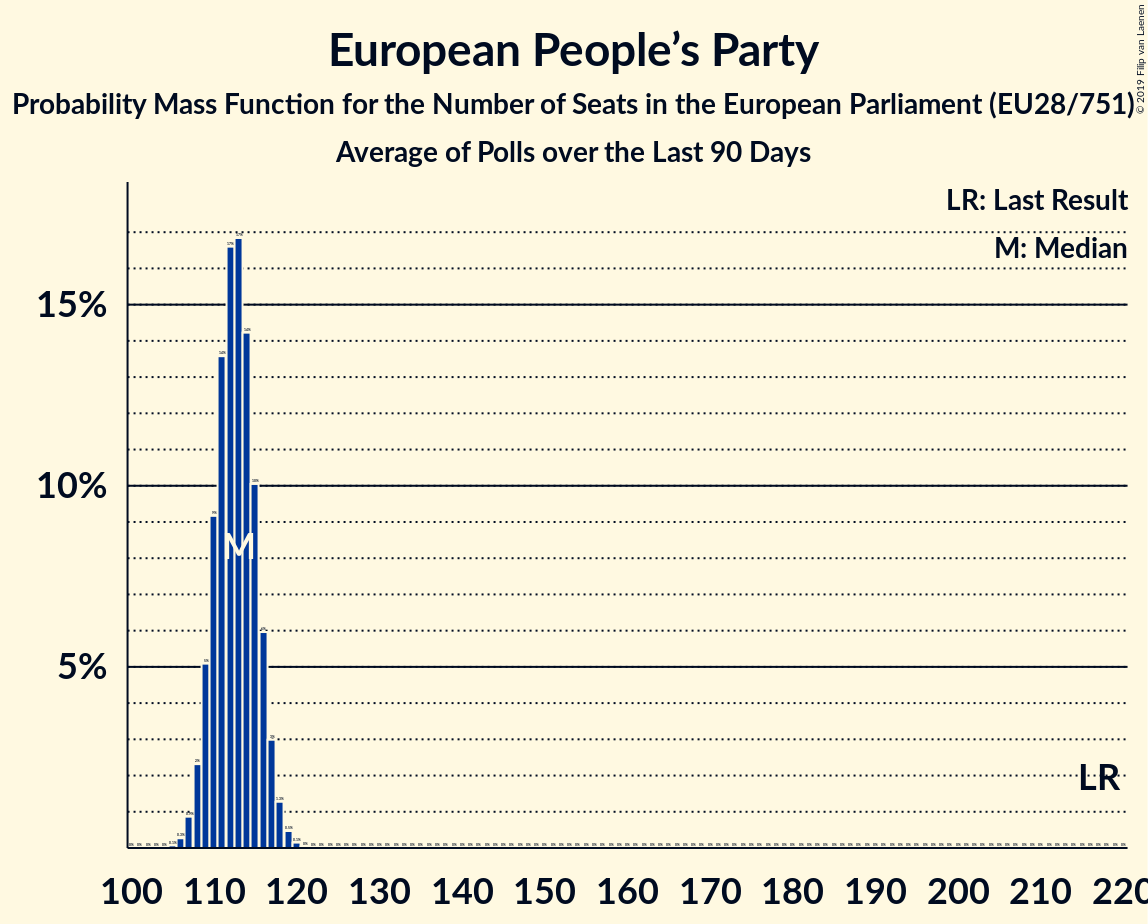 European People’s Party
Probability Mass Function for the Number of Seats in the European Parliament (EU28/751)
Average of Polls over the Last 90 Days
© 2019 Filip van Laenen
LR: Last Result
M: Median
15%
10%
5%
M
LR
100 110 120 130 140 150 160 170 180 190 200 210 220